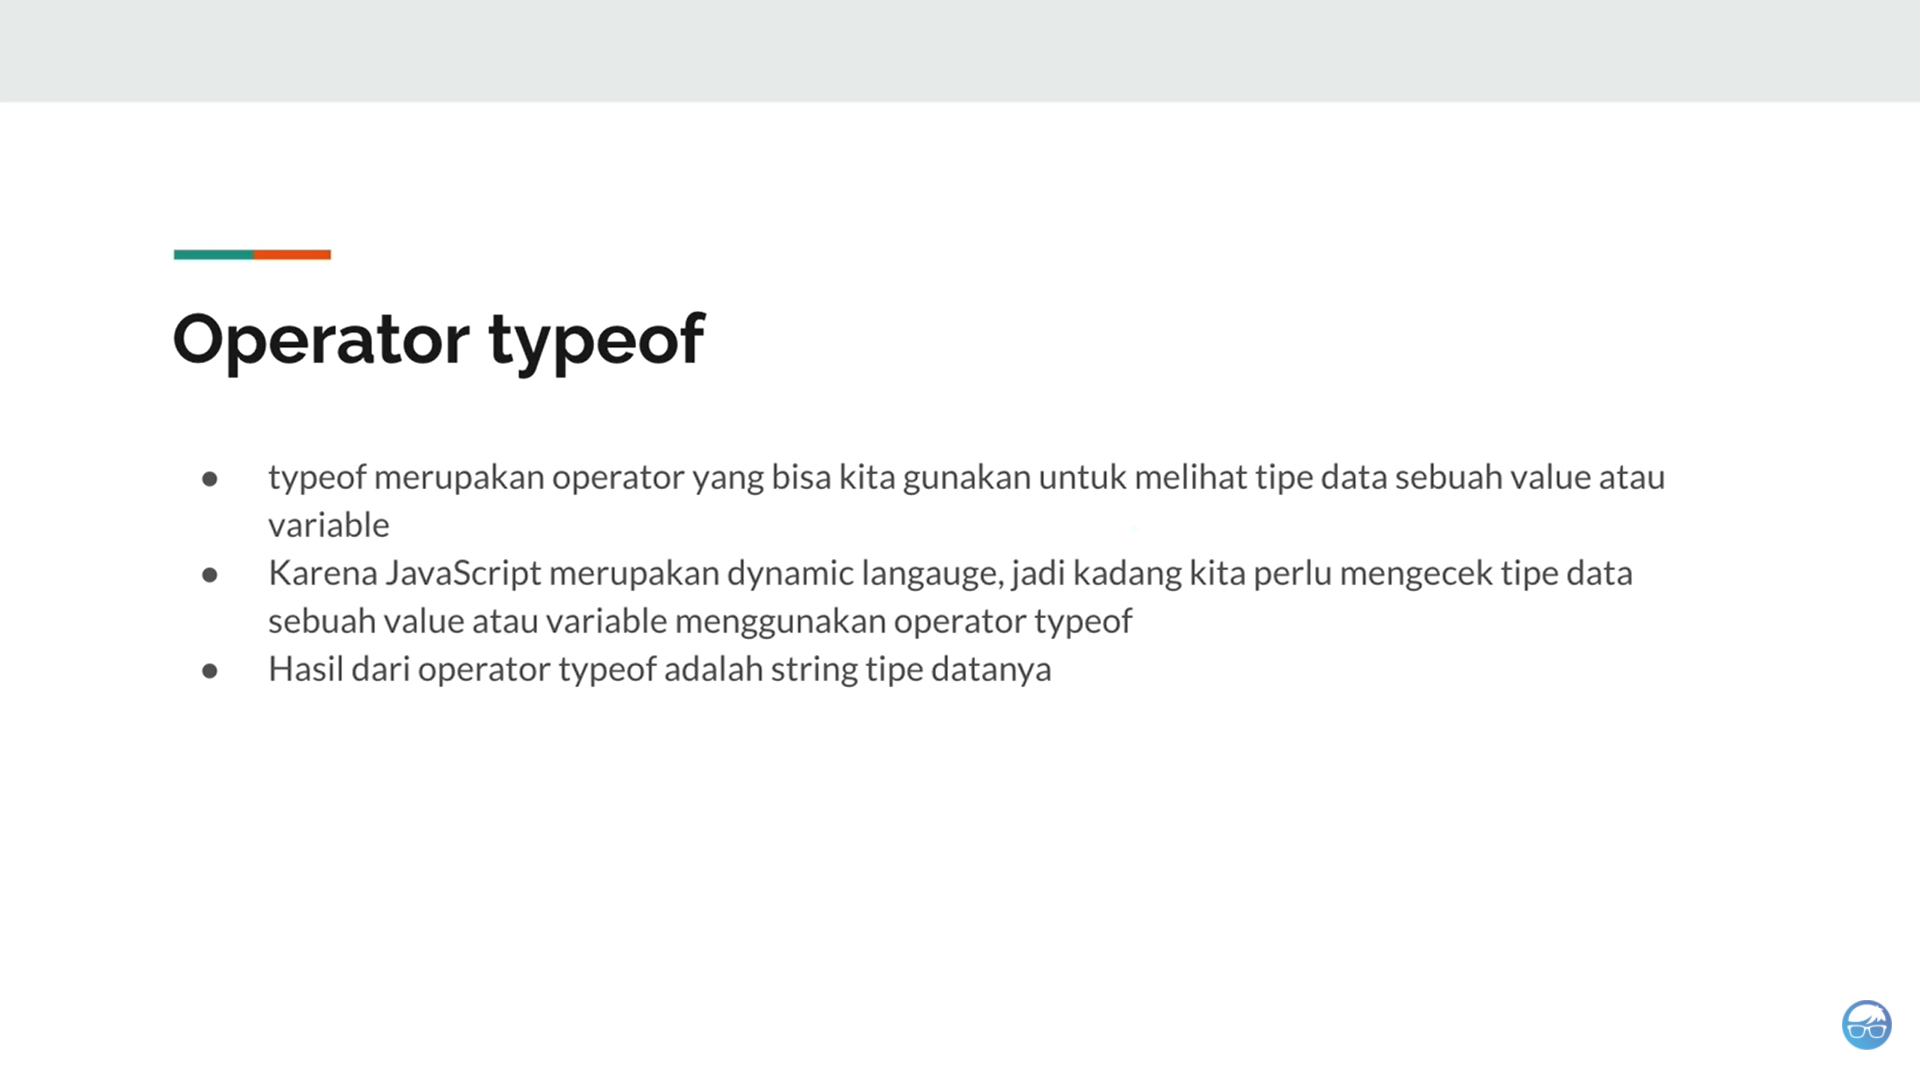 Operator typeof
● typeof merupakan operator yang bisa kita gunakan untuk melihat tipe data sebuah value atau
variable
● Karena JavaScript merupakan dynamic langauge, jadi kadang kita perlu mengecek tipe data
sebuah value atau variable menggunakan operator typeof
● Hasil dari operator typeof adalah string tipe datanya